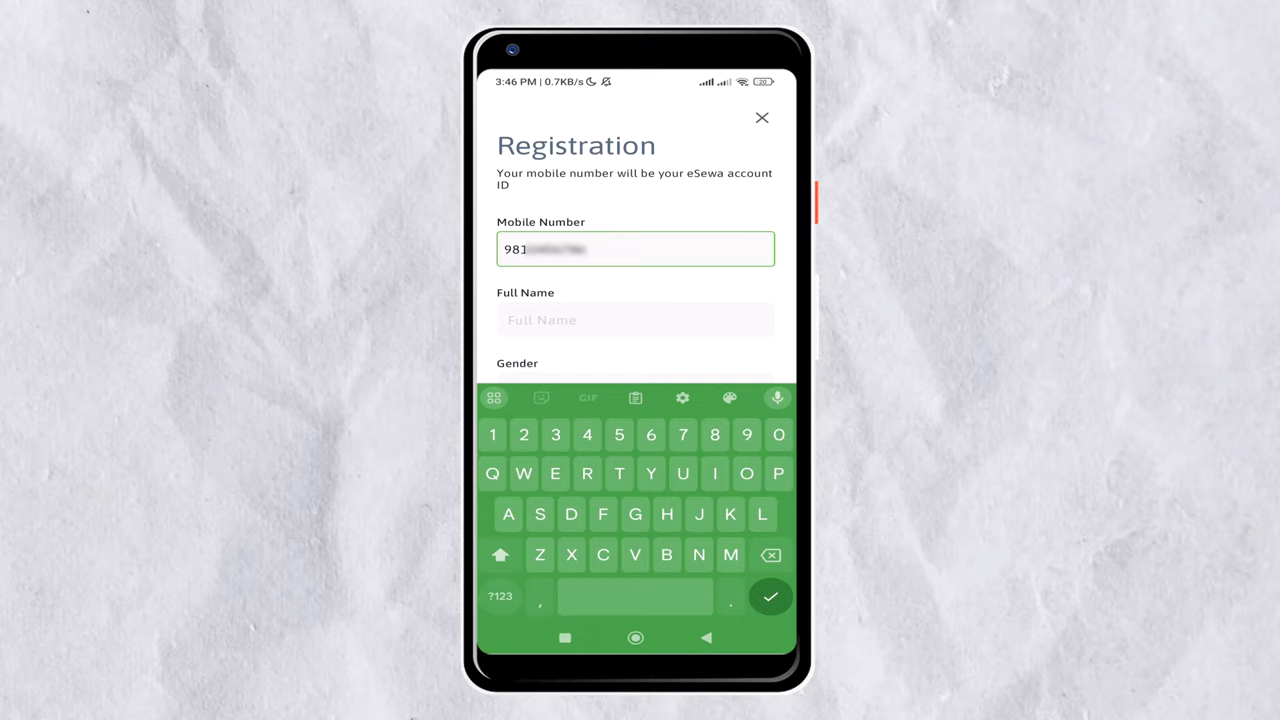 3:46 PM | 0.7KB/s
20
Registration
Your mobile number will be your eSewa account
ID
Mobile Number
981
Full Name
Full Name
Gender
GIF
1 2 3 4 5 6 7 8 9 0
Q W E R T Y U I O P
A S D F G H J K L
Z X C V B N M
?123 , .